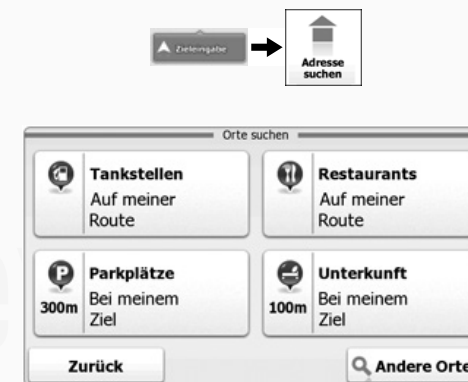 Zieleingabe
Adresse
suchen
Orte suchen
Tankstellen
Auf meiner
Route
Restaurants
Auf meiner
Route
P
300m
Parkplätze
Bei meinem
Ziel
100m
Unterkunft
Bei meinem
Ziel
Zurück
Andere Orte